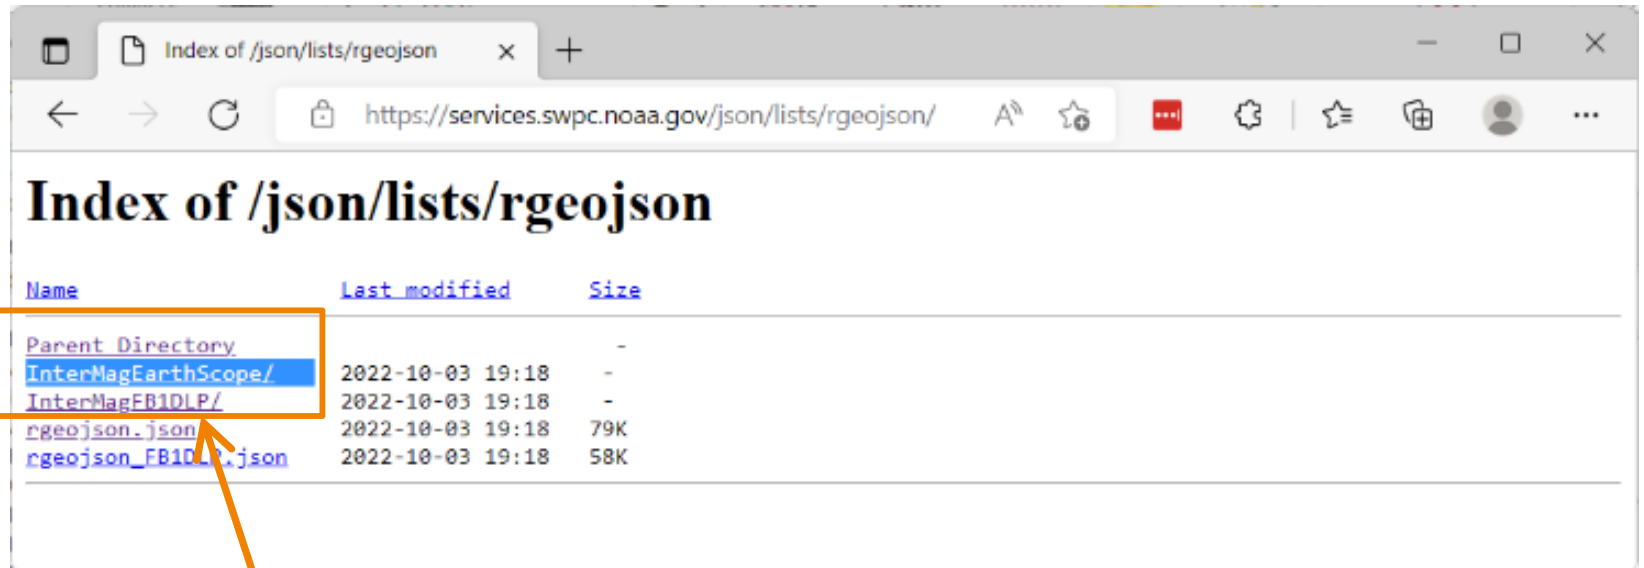 Index of /json/lists/rgeojson
https://services.swpc.noaa.gov/json/lists/rgeojson/
Index of /json/lists/rgeojson
Name Last modified Size
Parent Directory -
InterMagEarthScope/ 2022-10-03 19:18 -
InterMagFB1DLP/ 2022-10-03 19:18 -
rgeojson.json 2022-10-03 19:18 79K
rgeojson_FB1DLP.json 2022-10-03 19:18 58K